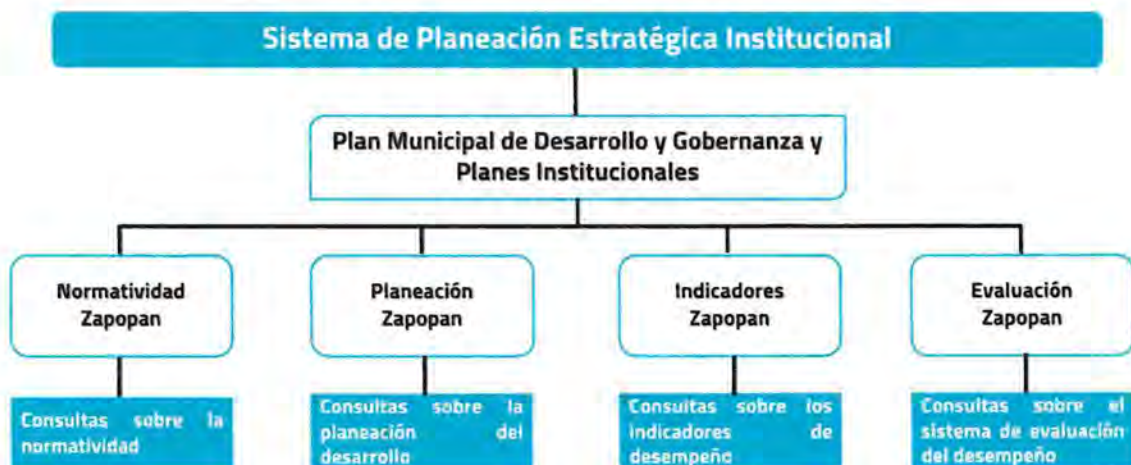 Sistema de Planeación Estratégica Institucional
Plan Municipal de Desarrollo y Gobernanza y
Planes Institucionales
Normatividad
Zapopan
Planeación
Zapopan
Indicadores
Zapopan
Evaluación
Zapopan
Consultas sobre la
normatividad
Consultas sobre la
planeación del
desarrollo
Consultas sobre los
indicadores de
desempeño
Consultas sobre el
sistema de evaluación
del desempeño